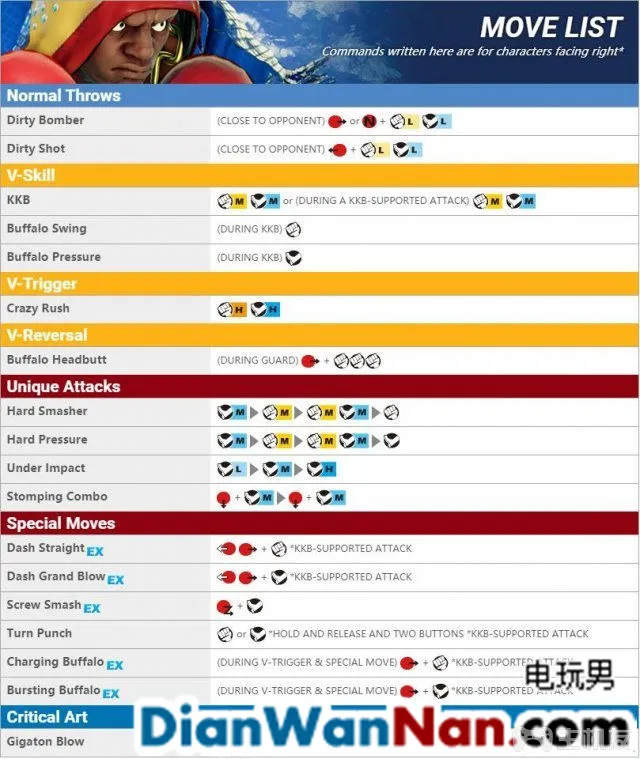 MOVE LIST
Commands written here are for characters facing right*
Normal Throws
Dirty Bomber (CLOSE TO OPPONENT) or N + L L
Dirty Shot (CLOSE TO OPPONENT) + L L
V-Skill
KKB M M or (DURING A KKB-SUPPORTED ATTACK) M M
Buffalo Swing (DURING KKB)
Buffalo Pressure (DURING KKB)
V-Trigger
Crazy Rush H H
V-Reversal
Buffalo Headbutt (DURING GUARD) +
Unique Attacks
Hard Smasher M M M M
Hard Pressure M M M M
Under Impact L M H
Stomping Combo + M + M
Special Moves
Dash Straight EX + *KKB-SUPPORTED ATTACK
Dash Grand Blow EX + *KKB-SUPPORTED ATTACK
Screw Smash EX +
Turn Punch or *HOLD AND RELEASE AND TWO BUTTONS *KKB-SUPPORTED ATTACK
Charging Buffalo EX (DURING V-TRIGGER & SPECIAL MOVE) + *KKB-SUPPORTED ATTACK
电玩男
Bursting Buffalo EX (DURING V-TRIGGER & SPECIAL MOVE) + *KKB-SUPPORTED ATTACK
Critical Art
DianWanNan.com
Gigaton Blow